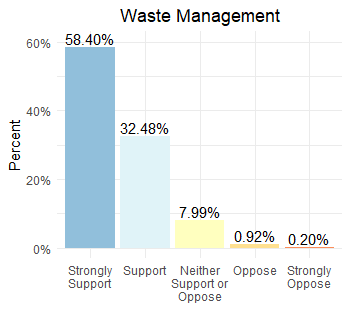 Waste Management
Percent
60%
40%
20%
0%
58.40%
32.48%
7.99%
0.92%
0.20%
Strongly
Support
Support
Neither
Support or
Oppose
Oppose
Strongly
Oppose